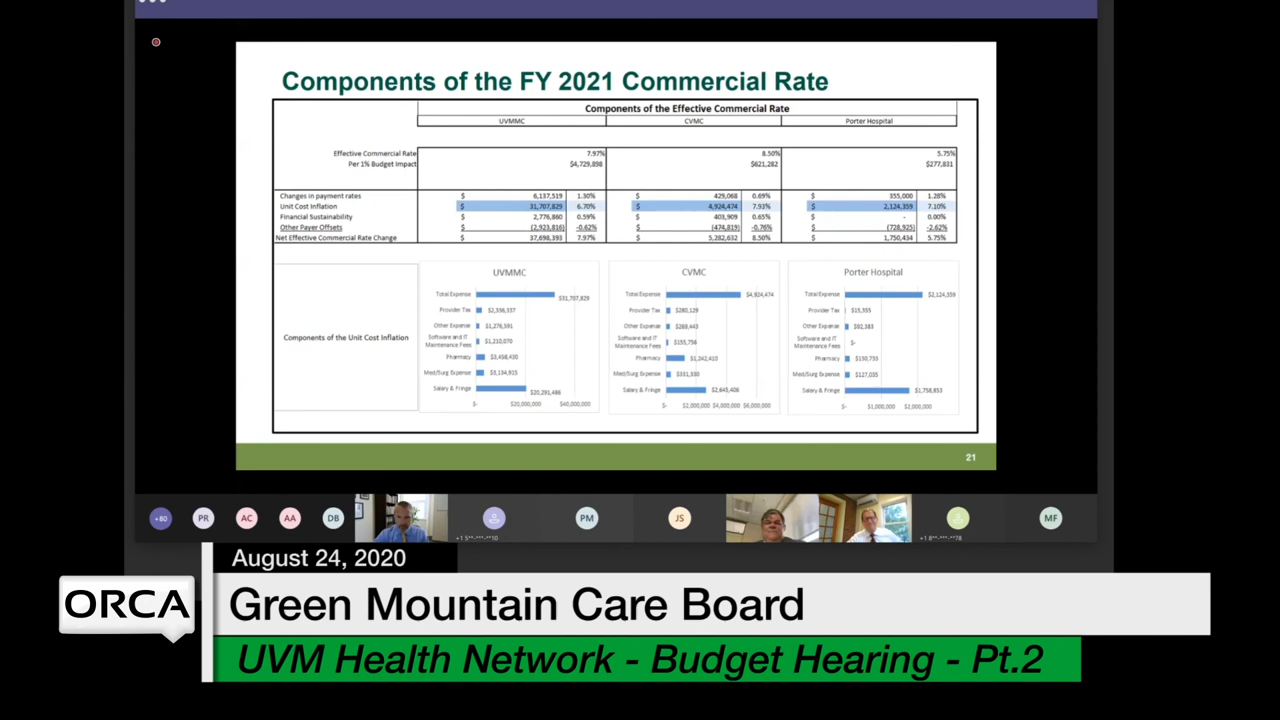 Components of the FY 2021 Commercial Rate
Components of the Effective Commercial Rate
UVMMC CVMC Porter Hospital
Effective Commercial Rate 7.97% 8.50% 5.75%
Per 1% Budget Impact $4,729,898 $621,282 $277,831
Changes in payment rates $ 6,137,519 1.30% $ 429,068 0.69% $ 355,000 1.28%
Unit Cost Inflation $ 31,707,829 6.70% $ 4,924,474 7.93% $ 2,124,359 7.10%
Financial Sustainability $ 2,776,860 0.59% $ 403,909 0.65% $ - 0.00%
Other Payer Offsets $ (2,923,816) -0.62% $ (474,819) -0.76% $ (728,925) -2.62%
Net Effective Commercial Rate Change $ 37,698,393 7.97% $ 5,282,632 8.50% $ 1,750,434 5.75%
Components of the Unit Cost Inflation
UVMMC
Total Expense $31,707,829
Provider Tax $2,336,337
Other Expense $1,276,591
Software and IT
Maintenance Fees $1,210,070
Pharmacy $3,458,430
Med/Surg Expense $3,134,915
Salary & Fringe $20,291,486
$- $20,000,000 $40,000,000
CVMC
Total Expense $4,924,474
Provider Tax $280,129
Other Expense $269,443
Software and IT
Maintenance Fees $155,756
Pharmacy $1,242,410
Med/Surg Expense $331,330
Salary & Fringe $2,645,406
$- $2,000,000 $4,000,000 $6,000,000
Porter Hospital
Total Expense $2,124,359
Provider Tax $15,355
Other Expense $92,383
Software and IT
Maintenance Fees $-
Pharmacy $130,733
Med/Surg Expense $127,035
Salary & Fringe $1,758,853
$- $1,000,000 $2,000,000
21
+80 PR AC AA DB PM JS MF
August 24, 2020
ORCA
Green Mountain Care Board
UVM Health Network - Budget Hearing - Pt.2